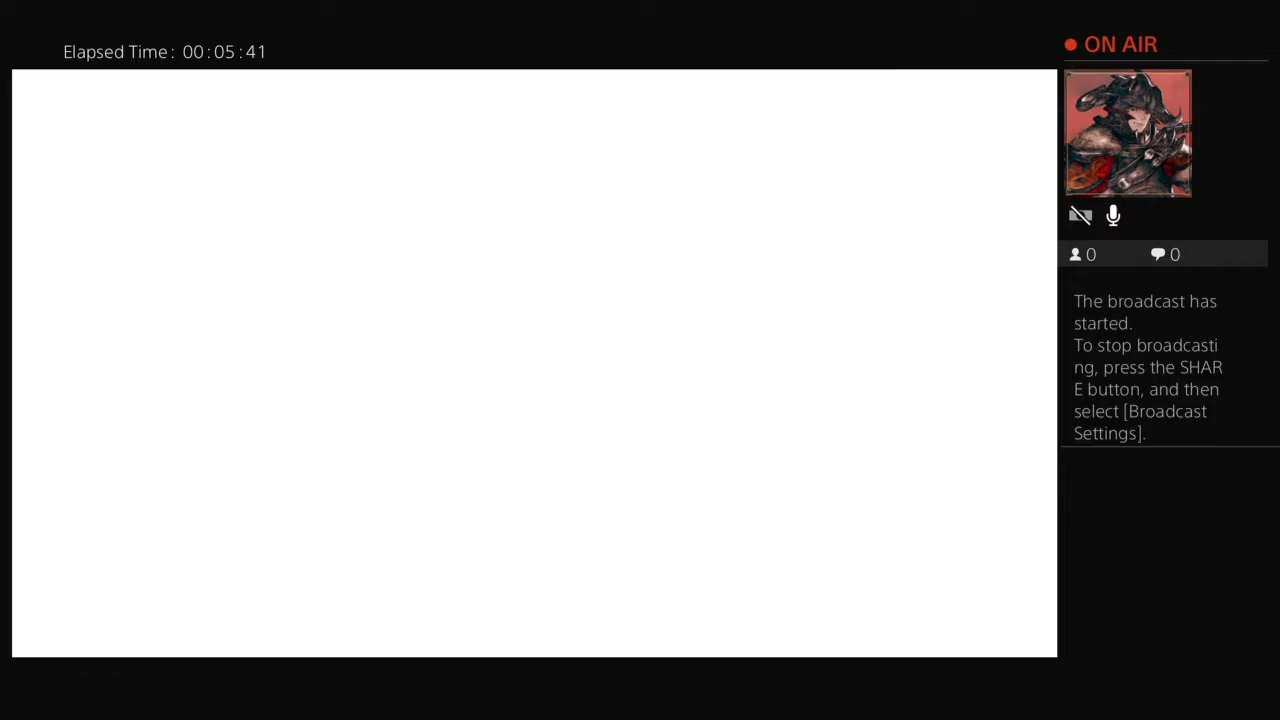 Elapsed Time: 00:05:41
ON AIR
0
0
The broadcast has
started.
To stop broadcasti
ng, press the SHAR
E button, and then
select [Broadcast
Settings].